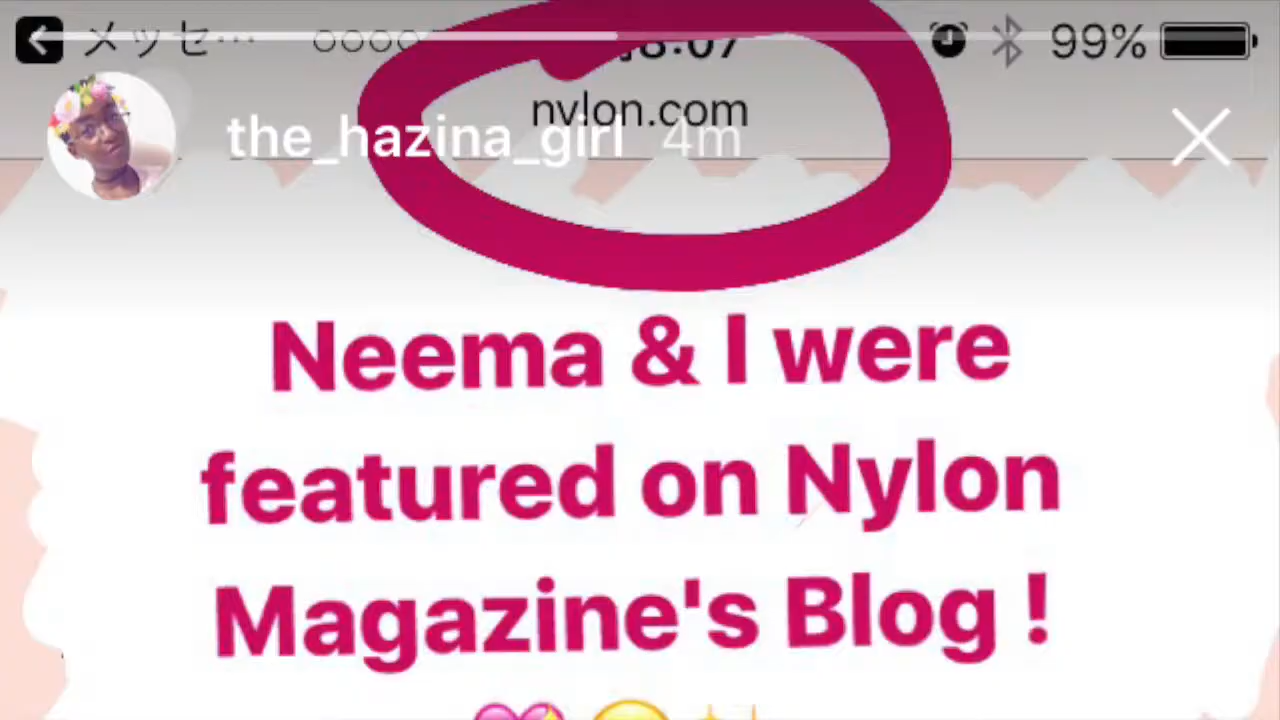 メッセ… 99%
nylon.com
the_hazina_girl 4m
Neema & I were
featured on Nylon
Magazine's Blog !